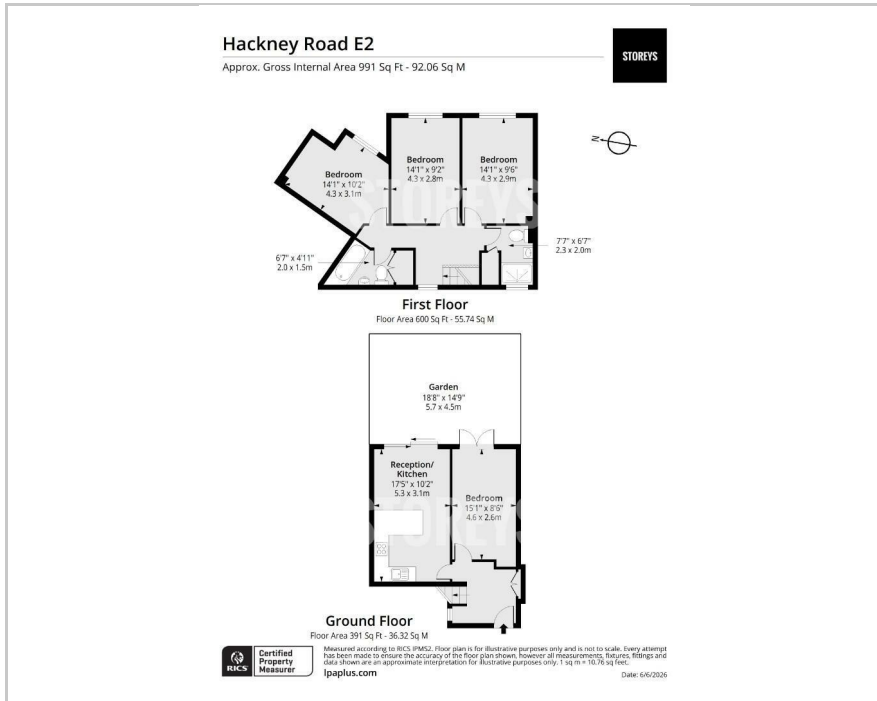 Hackney Road E2
Approx. Gross Internal Area 991 Sq Ft - 92.06 Sq M
STOREYS
N
Bedroom
14'1" x 10'2"
4.3 x 3.1m
Bedroom
14'1" x 9'2"
4.3 x 2.8m
Bedroom
14'1" x 9'6"
4.3 x 2.9m
STOREYS
6'7" x 4'11"
2.0 x 1.5m
7'7" x 6'7"
2.3 x 2.0m
First Floor
Floor Area 600 Sq Ft - 55.74 Sq M
Garden
18'8" x 14'9"
5.7 x 4.5m
Reception/
Kitchen
17'5" x 10'2"
5.3 x 3.1m
Bedroom
15'1" x 8'6"
4.6 x 2.6m
STOREYS
Ground Floor
Floor Area 391 Sq Ft - 36.32 Sq M
RICS
Certified
Property
Measurer
Measured according to RICS IPMS2. Floor plan is for illustrative purposes only and is not to scale. Every attempt
has been made to ensure the accuracy of the floor plan shown, however all measurements, fixtures, fittings and
data shown are an approximate interpretation for illustrative purposes only. 1 sq m = 10.76 sq feet.
lpaplus.com
Date: 6/6/2026